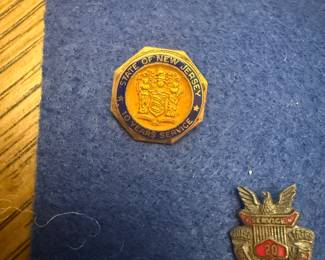 STATE OF NEW JERSEY
10 YEARS SERVICE
SERVICE
20